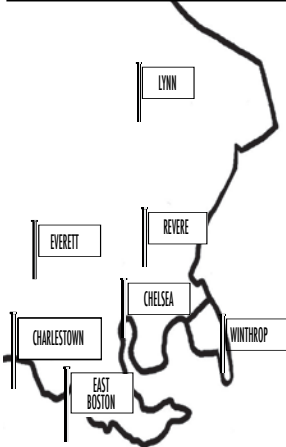 LYNN
REVERE
EVERETT
CHELSEA
WINTHROP
CHARLESTOWN
EAST
BOSTON